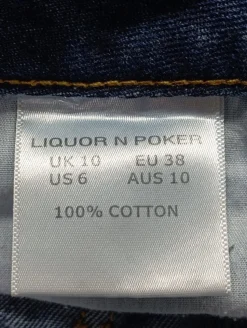 LIQUOR N POKER
UK 10 EU 38
US 6 AUS 10
100% COTTON